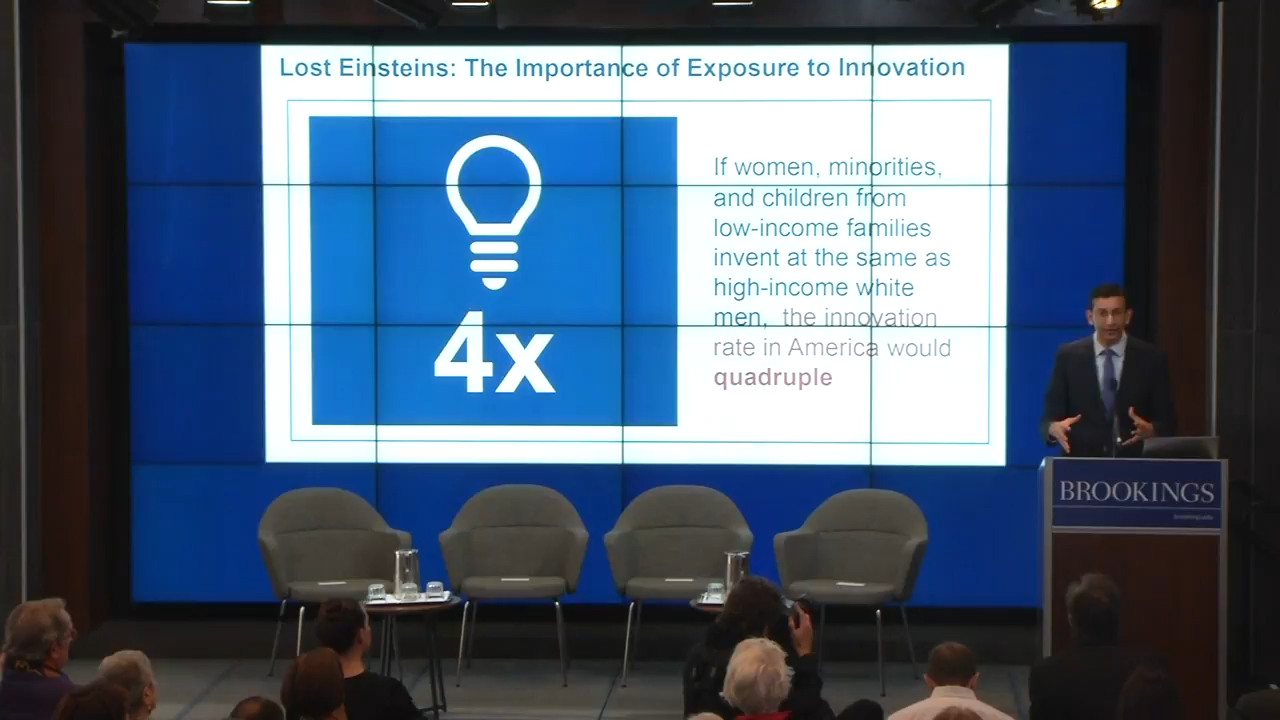 Lost Einsteins: The Importance of Exposure to Innovation
4x
If women, minorities,
and children from
low-income families
invent at the same as
high-income white
men, the innovation
rate in America would
quadruple
BROOKINGS